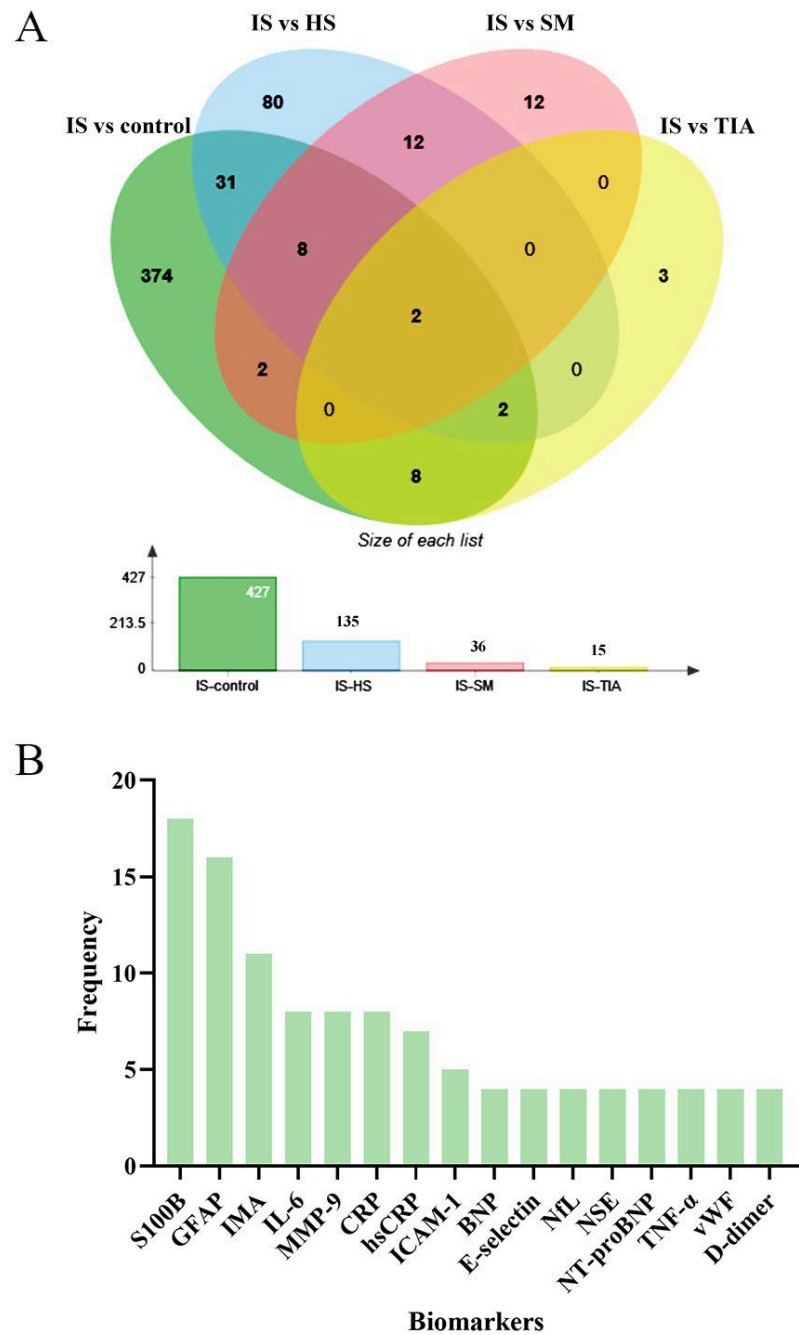 A
IS vs HS
IS vs SM
IS vs control
IS vs TIA
80
12
12
31
0
374
8
0
3
2
2
0
0
2
8
Size of each list
427
213.5
0
427
135
36
15
IS-control
IS-HS
IS-SM
IS-TIA
B
20
15
10
5
0
Frequency
S100B
GFAP
IMA
IL-6
MMP-9
CRP
hsCRP
ICAM-1
BNP
E-selectin
NfL
NSE
NT-proBNP
TNF-α
vWF
D-dimer
Biomarkers